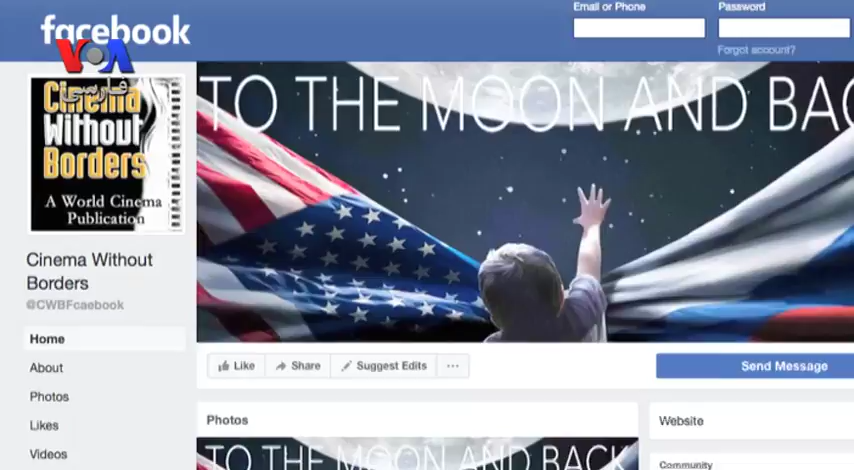 facebook
Email or Phone
Password
Forgot account?
VOA
فارسی
Cinema
Without
Borders
A World Cinema
Publication
TO THE MOON AND BAC
Cinema Without
Borders
@CWBFcaebook
Home
About
Photos
Likes
Videos
Like
Share
Suggest Edits
...
Send Message
Photos
Website
TO THE MOON AND BACK
Community